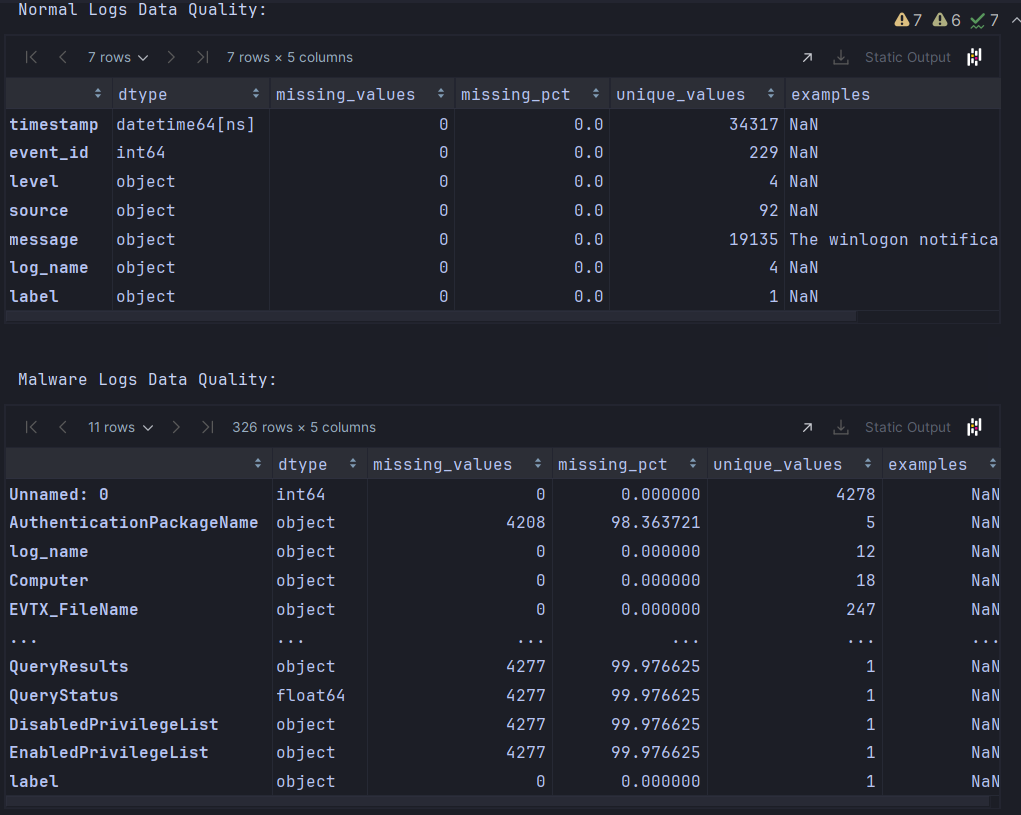 Normal Logs Data Quality:
7 6 7
7 rows 7 rows × 5 columns Static Output
dtype missing_values missing_pct unique_values examples
timestamp datetime64[ns] 0 0.0 34317 NaN
event_id int64 0 0.0 229 NaN
level object 0 0.0 4 NaN
source object 0 0.0 92 NaN
message object 0 0.0 19135 The winlogon notifica
log_name object 0 0.0 4 NaN
label object 0 0.0 1 NaN
Malware Logs Data Quality:
11 rows 326 rows × 5 columns Static Output
dtype missing_values missing_pct unique_values examples
Unnamed: 0 int64 0 0.000000 4278 NaN
AuthenticationPackageName object 4208 98.363721 5 NaN
log_name object 0 0.000000 12 NaN
Computer object 0 0.000000 18 NaN
EVTX_FileName object 0 0.000000 247 NaN
... ... ... ... ... ...
QueryResults object 4277 99.976625 1 NaN
QueryStatus float64 4277 99.976625 1 NaN
DisabledPrivilegeList object 4277 99.976625 1 NaN
EnabledPrivilegeList object 4277 99.976625 1 NaN
label object 0 0.000000 1 NaN